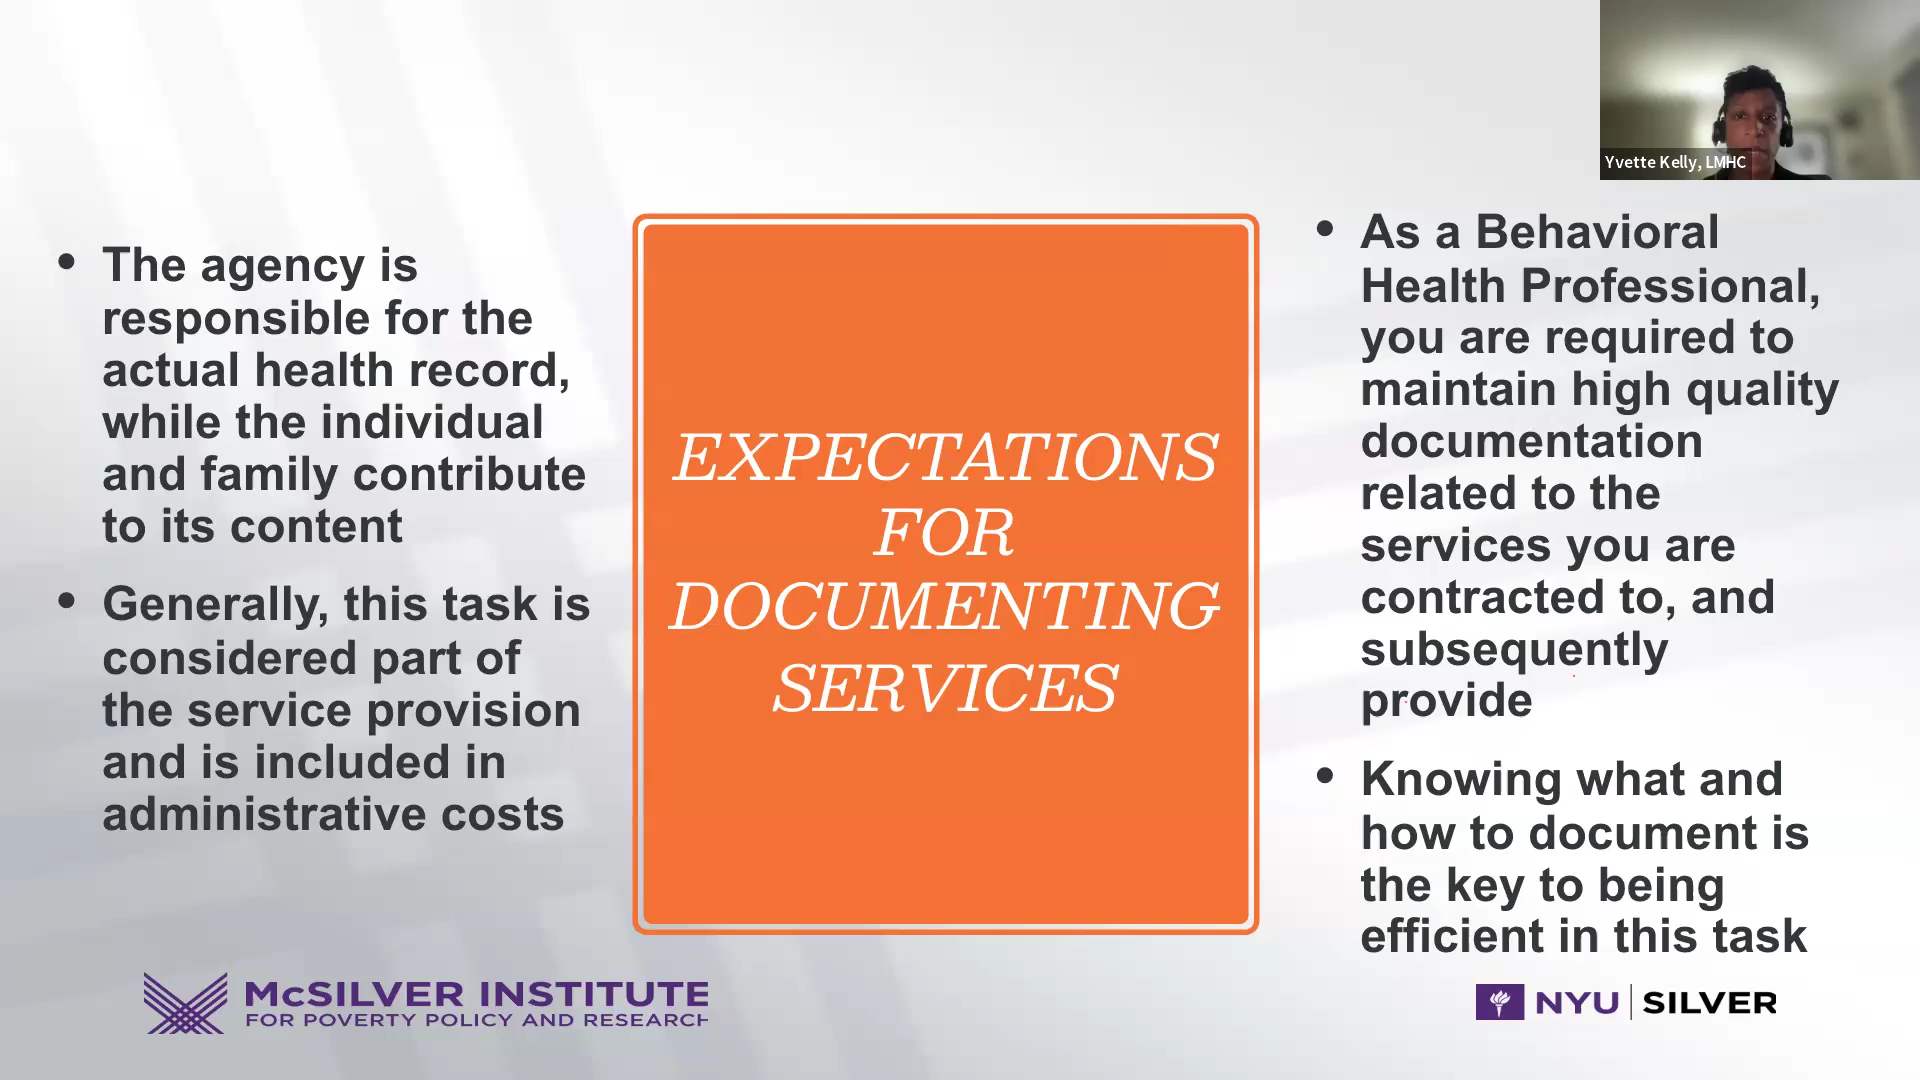 Yvette Kelly, LMHC
• The agency is
responsible for the
actual health record,
while the individual
and family contribute
to its content
• Generally, this task is
considered part of
the service provision
and is included in
administrative costs
EXPECTATIONS
FOR
DOCUMENTING
SERVICES
• As a Behavioral
Health Professional,
you are required to
maintain high quality
documentation
related to the
services you are
contracted to, and
subsequently
provide
• Knowing what and
how to document is
the key to being
efficient in this task
McSILVER INSTITUTE
FOR POVERTY POLICY AND RESEARCH
NYU | SILVER